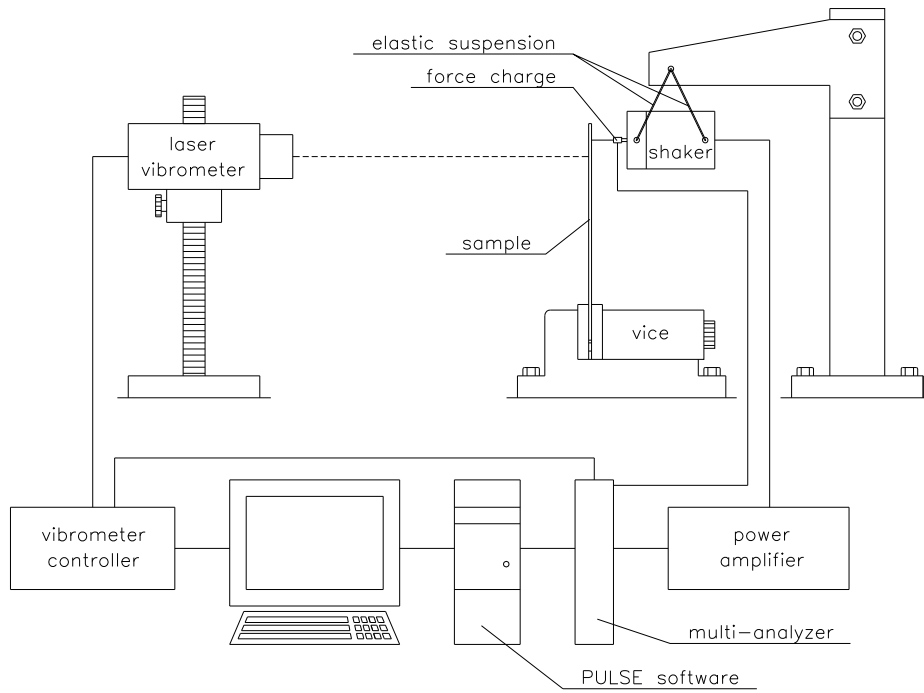 elastic suspension
force charge
laser
vibrometer
shaker
sample
vice
vibrometer
controller
power
amplifier
multi-analyzer
PULSE software